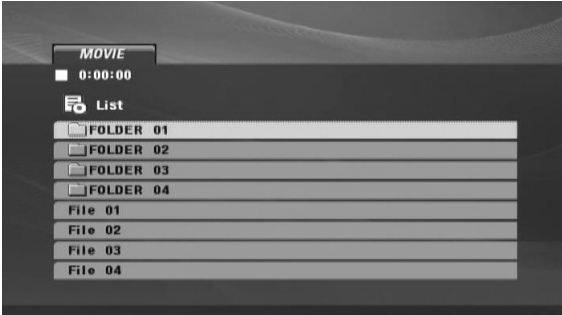 MOVIE
0:00:00
List
FOLDER 01
FOLDER 02
FOLDER 03
FOLDER 04
File 01
File 02
File 03
File 04